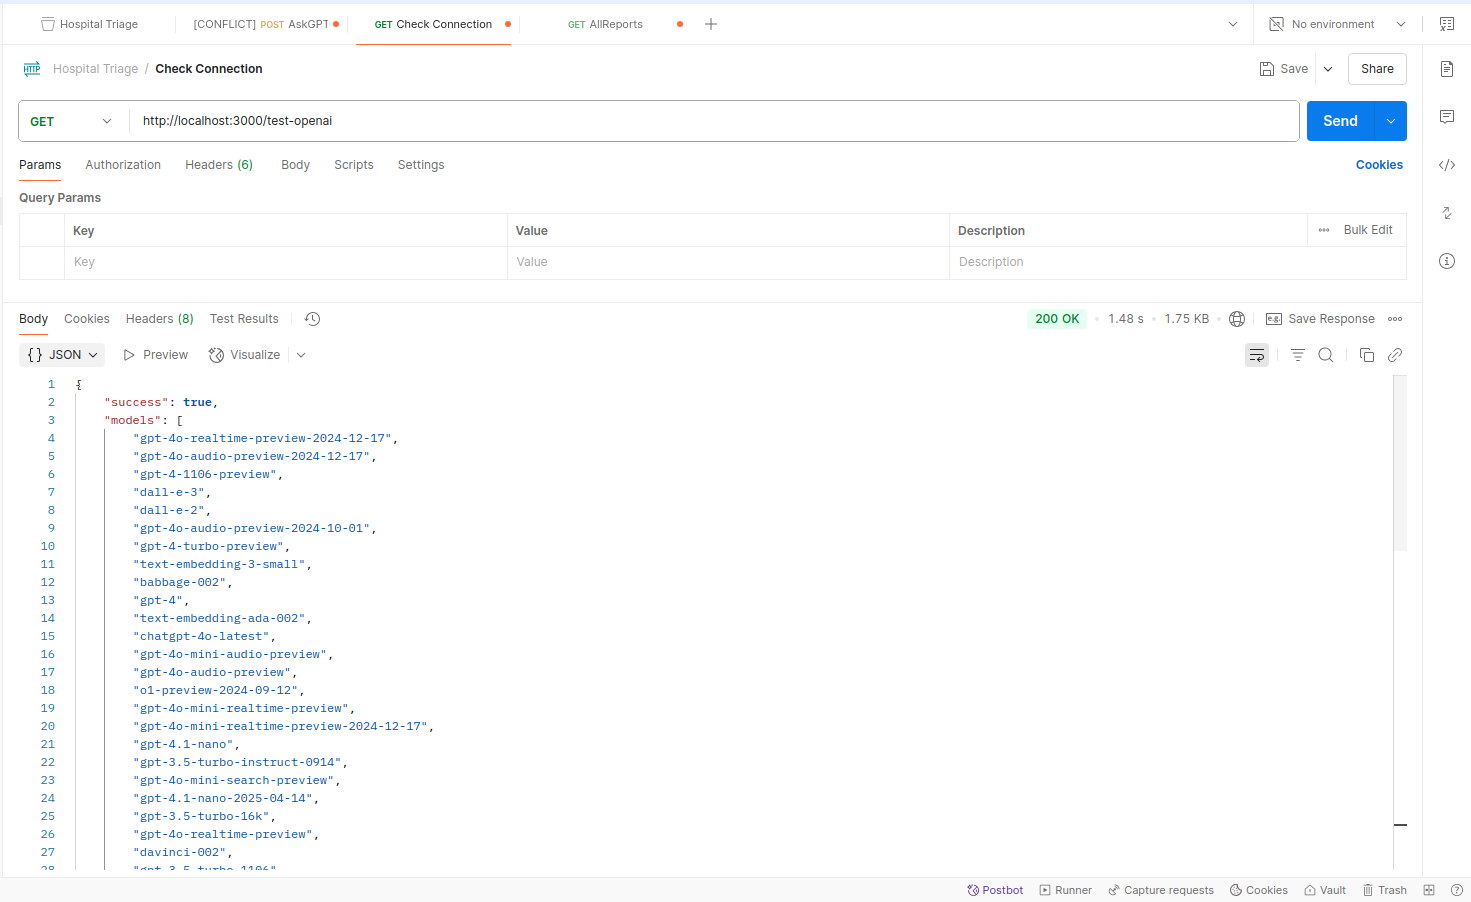 Hospital Triage
[CONFLICT] POST AskGPT
GET Check Connection
GET AllReports
No environment
HTTP Hospital Triage / Check Connection
Save
Share
GET
http://localhost:3000/test-openai
Send
Params Authorization Headers (6) Body Scripts Settings
Cookies
Query Params
Key Value Description Bulk Edit
Key Value Description
Body Cookies Headers (8) Test Results
200 OK • 1.48 s • 1.75 KB
e.g. Save Response
{} JSON Preview Visualize
1 {
2 "success": true,
3 "models": [
4 "gpt-4o-realtime-preview-2024-12-17",
5 "gpt-4o-audio-preview-2024-12-17",
6 "gpt-4-1106-preview",
7 "dall-e-3",
8 "dall-e-2",
9 "gpt-4o-audio-preview-2024-10-01",
10 "gpt-4-turbo-preview",
11 "text-embedding-3-small",
12 "babbage-002",
13 "gpt-4",
14 "text-embedding-ada-002",
15 "chatgpt-4o-latest",
16 "gpt-4o-mini-audio-preview",
17 "gpt-4o-audio-preview",
18 "o1-preview-2024-09-12",
19 "gpt-4o-mini-realtime-preview",
20 "gpt-4o-mini-realtime-preview-2024-12-17",
21 "gpt-4.1-nano",
22 "gpt-3.5-turbo-instruct-0914",
23 "gpt-4o-mini-search-preview",
24 "gpt-4.1-nano-2025-04-14",
25 "gpt-3.5-turbo-16k",
26 "gpt-4o-realtime-preview",
27 "davinci-002",
28 "gpt-3.5-turbo-1106"
Postbot Runner Capture requests Cookies Vault Trash